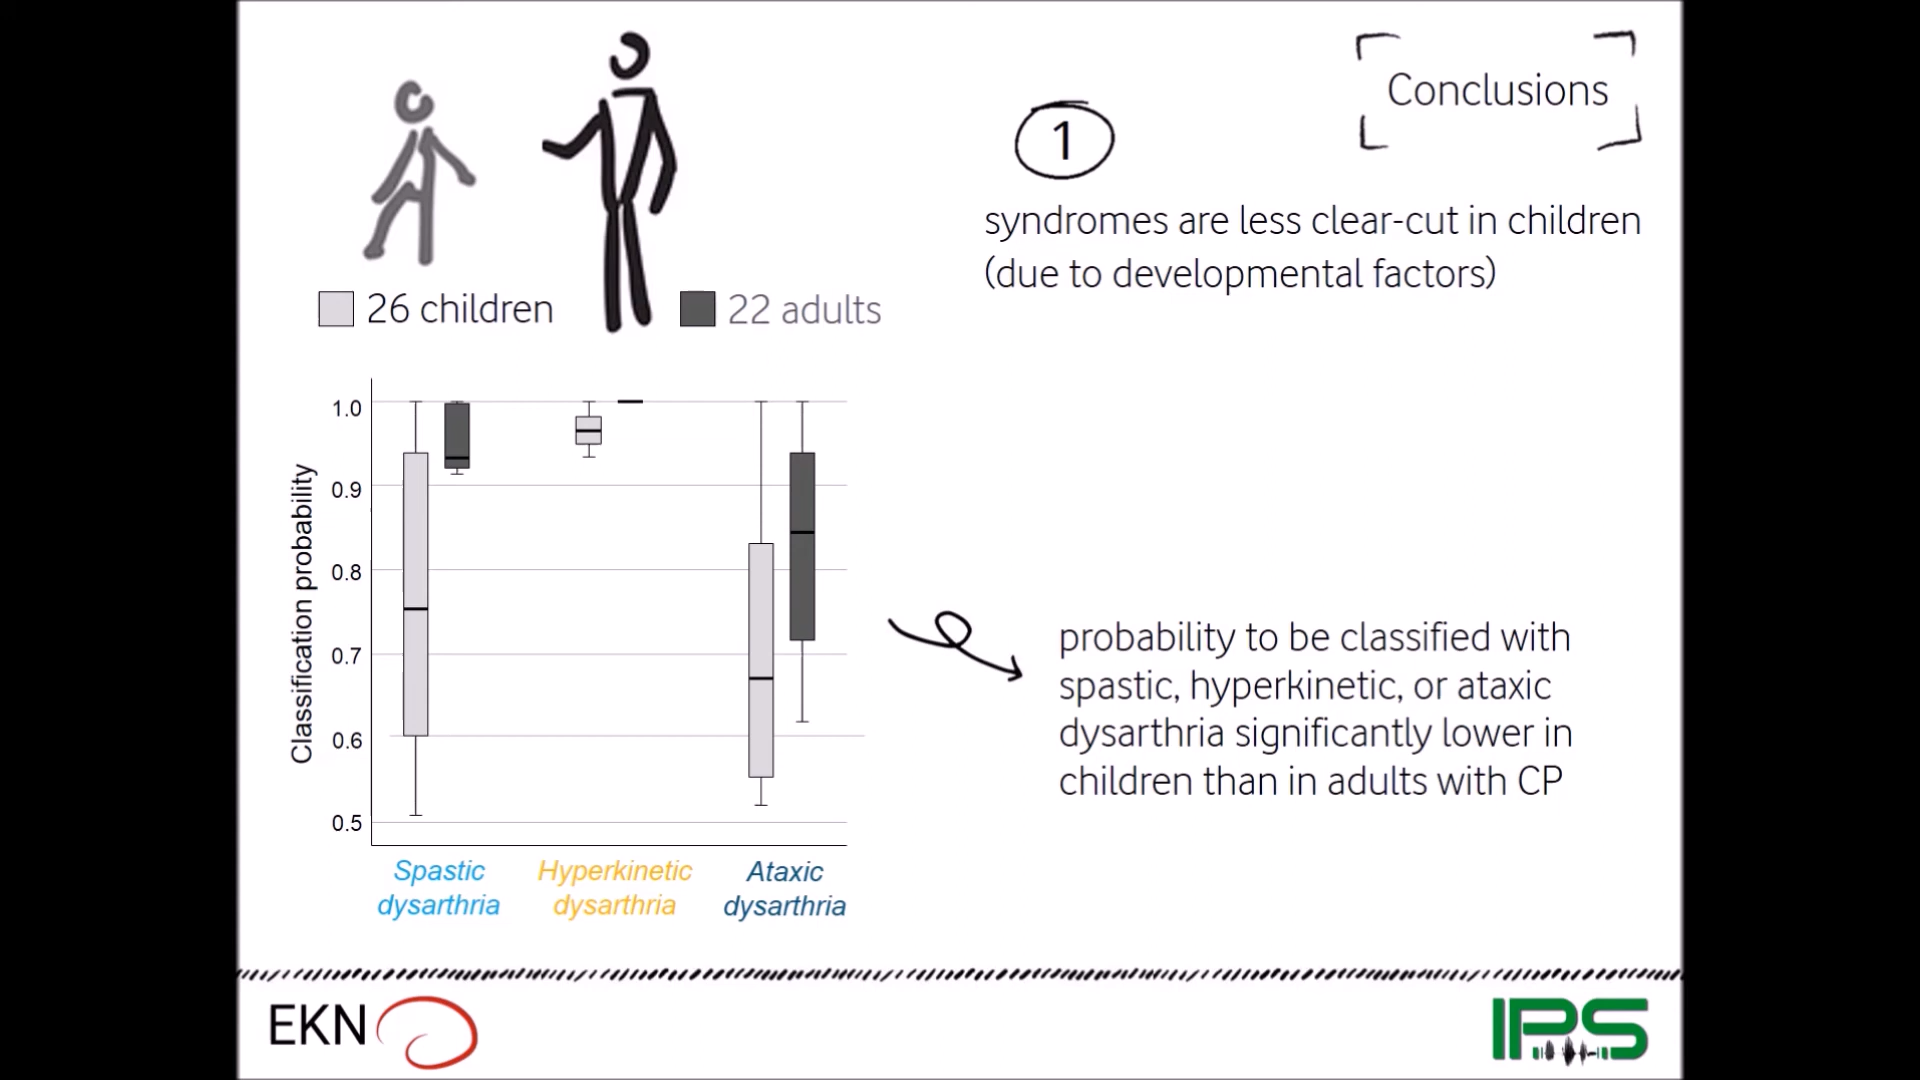 Conclusions
1
syndromes are less clear-cut in children
(due to developmental factors)
26 children
22 adults
1.0
0.9
0.8
0.7
0.6
0.5
Classification probability
Spastic
dysarthria
Hyperkinetic
dysarthria
Ataxic
dysarthria
probability to be classified with
spastic, hyperkinetic, or ataxic
dysarthria significantly lower in
children than in adults with CP
EKN
IPS